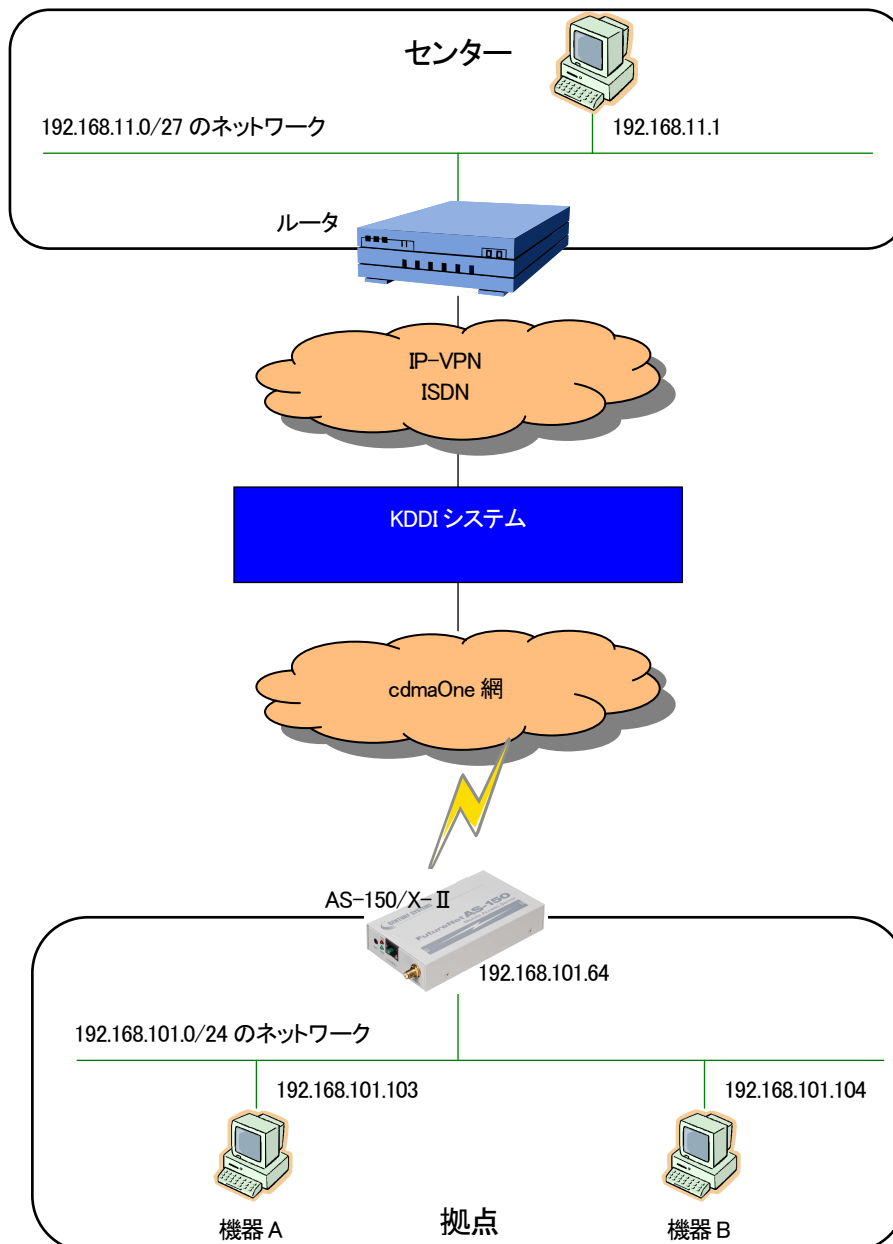 センター
192.168.11.0/27 のネットワーク
192.168.11.1
ルータ
IP-VPN
ISDN
KDDI システム
cdmaOne 網
AS-150/X-Ⅱ
FutureNet AS-150
192.168.101.64
192.168.101.0/24 のネットワーク
192.168.101.103
192.168.101.104
機器 A
拠点
機器 B